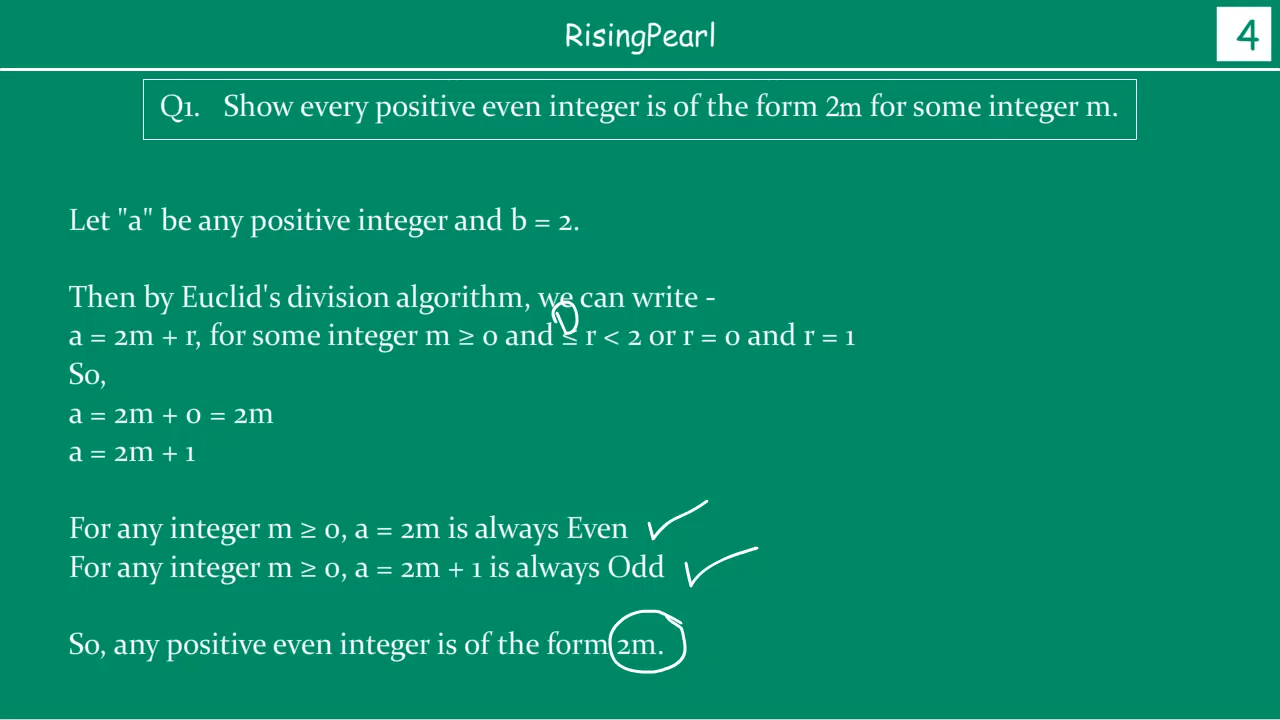 RisingPearl
4
Q1. Show every positive even integer is of the form 2m for some integer m.
Let "a" be any positive integer and b = 2.
Then by Euclid's division algorithm, we can write -
a = 2m + r, for some integer m ≥ 0 and 0 ≤ r < 2 or r = 0 and r = 1
So,
a = 2m + 0 = 2m
a = 2m + 1
For any integer m ≥ 0, a = 2m is always Even
For any integer m ≥ 0, a = 2m + 1 is always Odd
So, any positive even integer is of the form 2m.